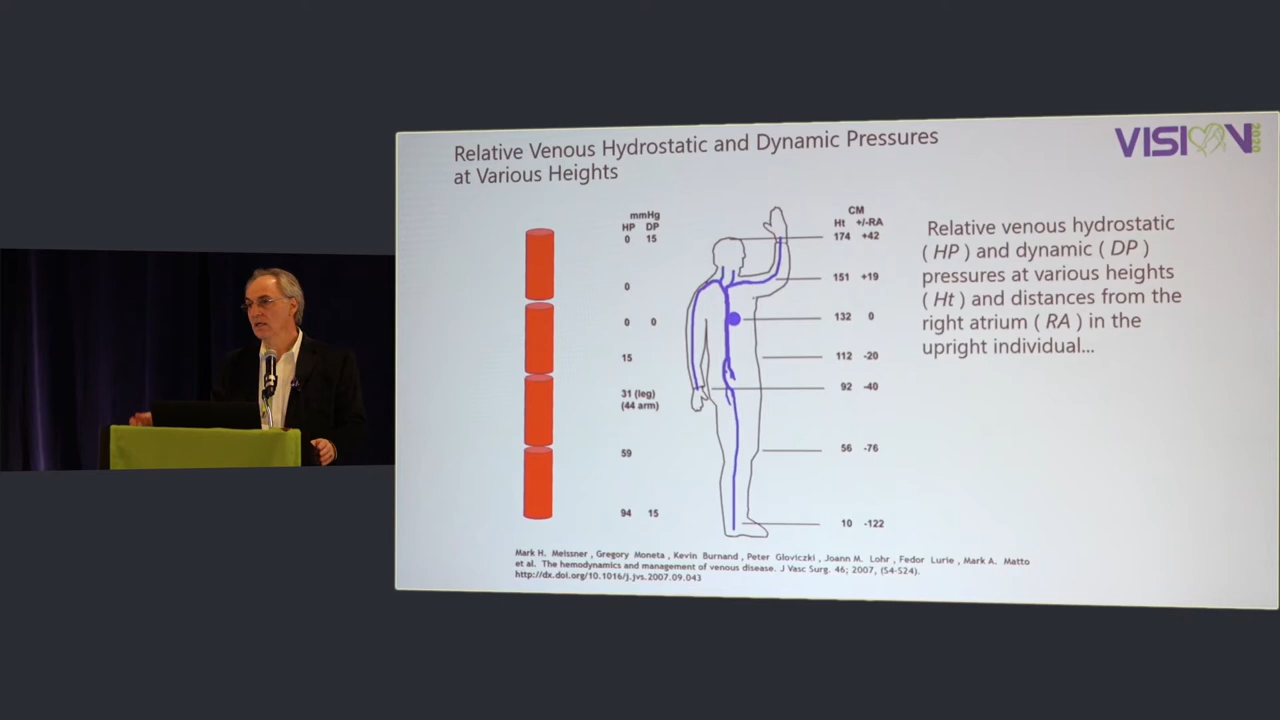 Relative Venous Hydrostatic and Dynamic Pressures
at Various Heights
VISION
2020
mmHg
HP DP
0 15
0
0 0
15
31 (leg)
(44 arm)
59
94 15
CM
Ht +/-RA
174 +42
151 +19
132 0
112 -20
92 -40
56 -76
10 -122
Relative venous hydrostatic
( HP ) and dynamic ( DP )
pressures at various heights
( Ht ) and distances from the
right atrium ( RA ) in the
upright individual...
Mark H. Meissner , Gregory Moneta , Kevin Burnand , Peter Gloviczki , Joann M. Lohr , Fedor Lurie , Mark A. Matto
et al. The hemodynamics and management of venous disease. J Vasc Surg. 46; 2007, (S4-S24).
http://dx.doi.org/10.1016/j.jvs.2007.09.043